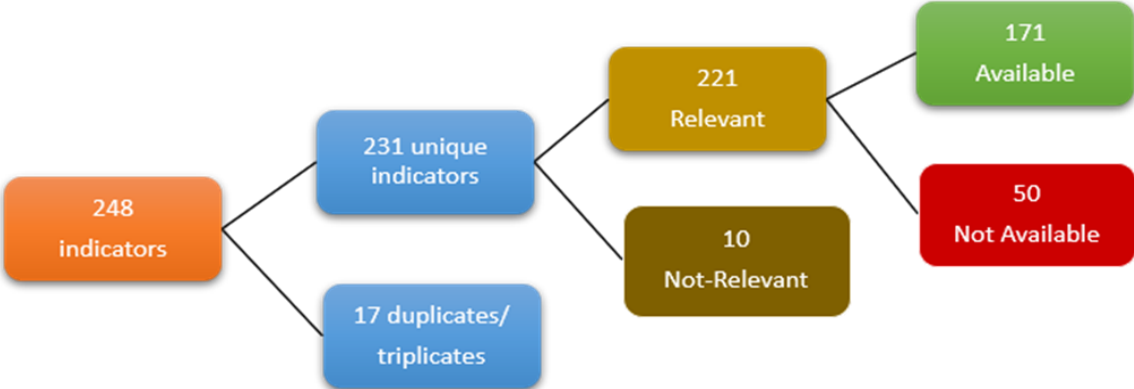 248
indicators
231 unique
indicators
17 duplicates/
triplicates
221
Relevant
10
Not-Relevant
171
Available
50
Not Available